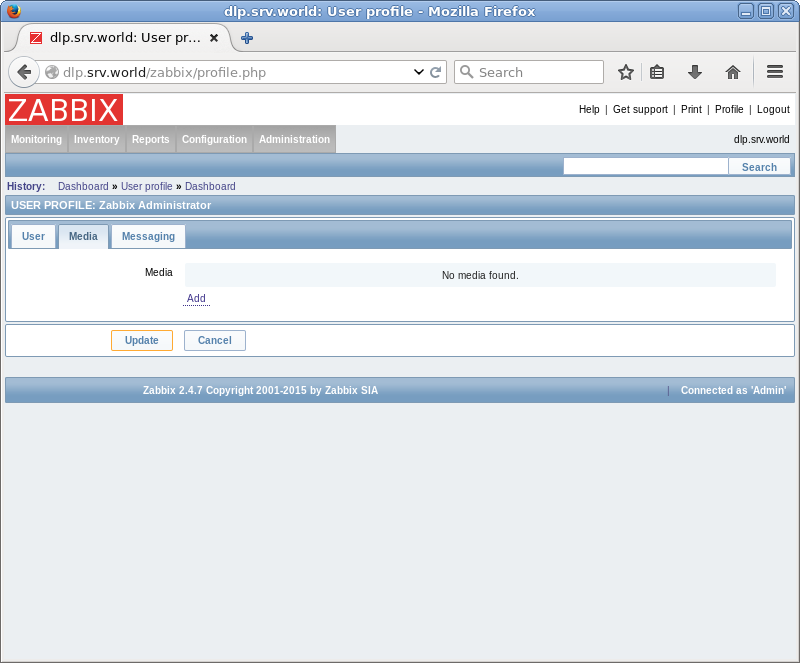 dlp.srv.world: User profile - Mozilla Firefox
dlp.srv.world: User pr...
dlp.srv.world/zabbix/profile.php
Search
ZABBIX
Help | Get support | Print | Profile | Logout
Monitoring Inventory Reports Configuration Administration
dlp.srv.world
Search
History: Dashboard » User profile » Dashboard
USER PROFILE: Zabbix Administrator
User Media Messaging
Media No media found.
Add
Update Cancel
Zabbix 2.4.7 Copyright 2001-2015 by Zabbix SIA | Connected as 'Admin'